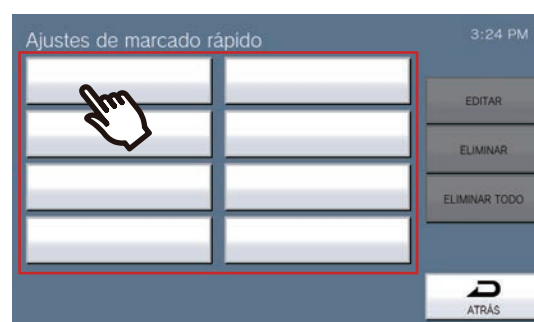 Ajustes de marcado rápido
3:24 PM
EDITAR
ELIMINAR
ELIMINAR TODO
ATRÁS